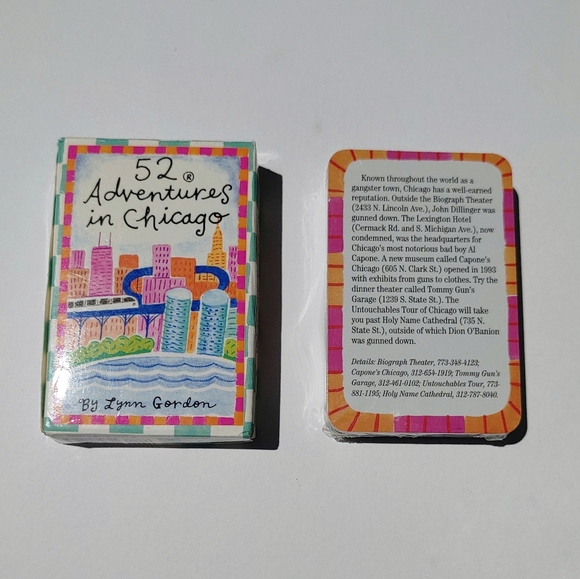 52®
Adventures
in Chicago
By Lynn Gordon
Known throughout the world as a
gangster town, Chicago has a well-earned
reputation. Outside the Biograph Theater
(2433 N. Lincoln Ave.), John Dillinger was
gunned down. The Lexington Hotel
(Cermack Rd. and S. Michigan Ave.), now
condemned, was the headquarters for
Chicago's most notorious bad boy Al
Capone. A new museum called Capone's
Chicago (605 N. Clark St.) opened in 1993
with exhibits from guns to clothes. Try the
dinner theater called Tommy Gun's
Garage (1239 S. State St.). The
Untouchables Tour of Chicago will take
you past Holy Name Cathedral (735 N.
State St.), outside of which Dion O'Banion
was gunned down.
Details: Biograph Theater, 773-348-4123;
Capone's Chicago, 312-654-1919; Tommy Gun's
Garage, 312-461-0102; Untouchables Tour, 773-
881-1195; Holy Name Cathedral, 312-787-8040.